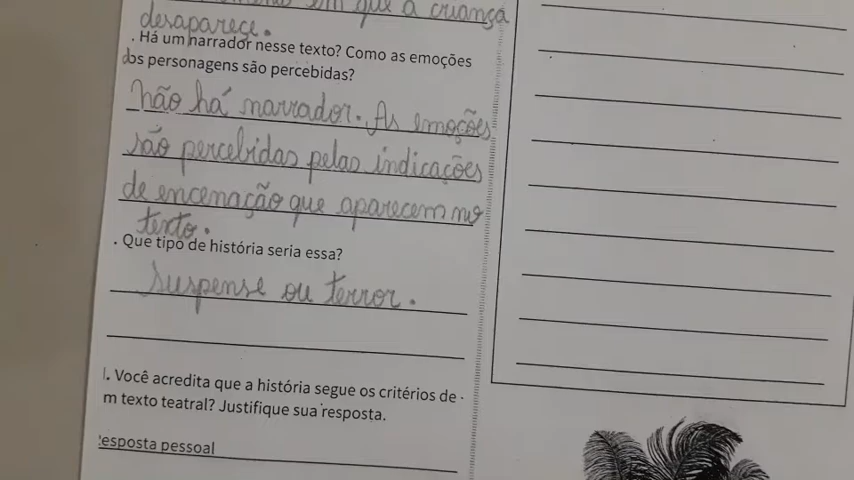 que a criança
desaparece.
. Há um narrador nesse texto? Como as emoções
dos personagens são percebidas?
não há narrador. As emoções
são percebidas pelas indicações
de encenação que aparecem no
texto.
. Que tipo de história seria essa?
suspense ou terror.
. Você acredita que a história segue os critérios de
m texto teatral? Justifique sua resposta.
esposta pessoal